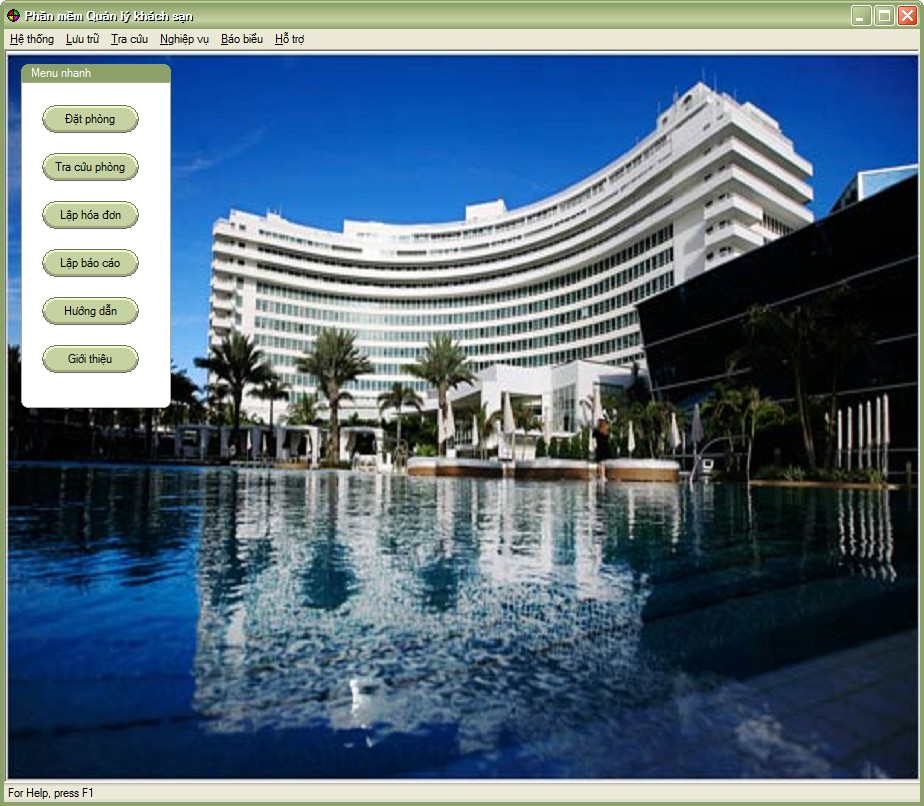 Phần mềm Quản lý khách sạn
Hệ thống Lưu trữ Tra cứu Nghiệp vụ Báo biểu Hỗ trợ
Menu nhanh
Đặt phòng
Tra cứu phòng
Lập hóa đơn
Lập báo cáo
Hướng dẫn
Giới thiệu
For Help, press F1